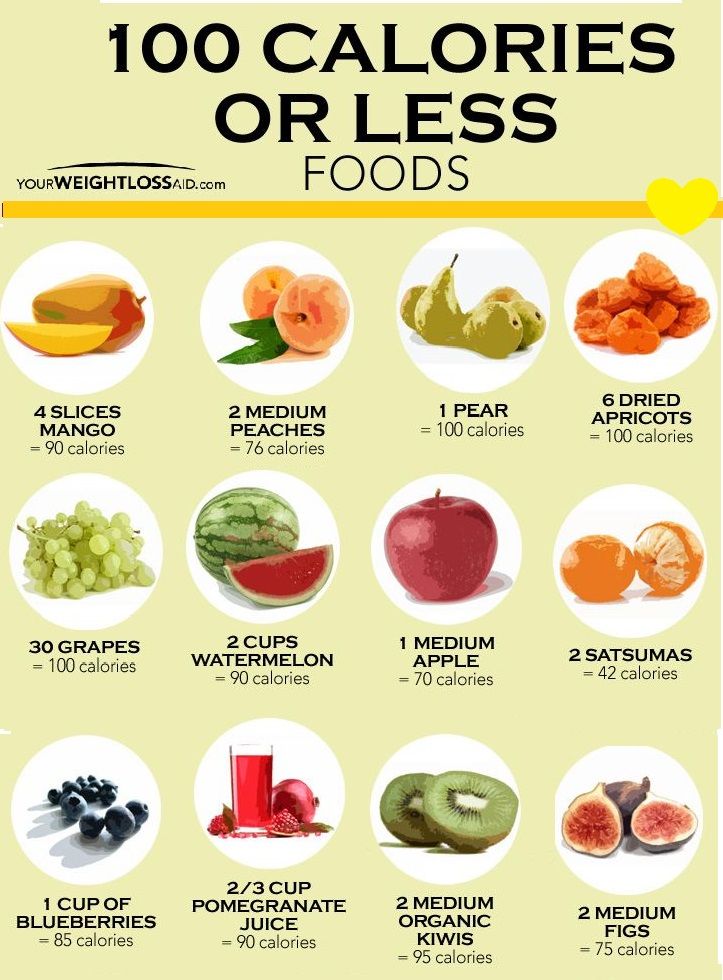 100 CALORIES
OR LESS
FOODS
YOURWEIGHTLOSSAID.com
4 SLICES
MANGO
= 90 calories
2 MEDIUM
PEACHES
= 76 calories
1 PEAR
= 100 calories
6 DRIED
APRICOTS
= 100 calories
30 GRAPES
= 100 calories
2 CUPS
WATERMELON
= 90 calories
1 MEDIUM
APPLE
= 70 calories
2 SATSUMAS
= 42 calories
1 CUP OF
BLUEBERRIES
= 85 calories
2/3 CUP
POMEGRANATE
JUICE
= 90 calories
2 MEDIUM
ORGANIC
KIWIS
= 95 calories
2 MEDIUM
FIGS
= 75 calories